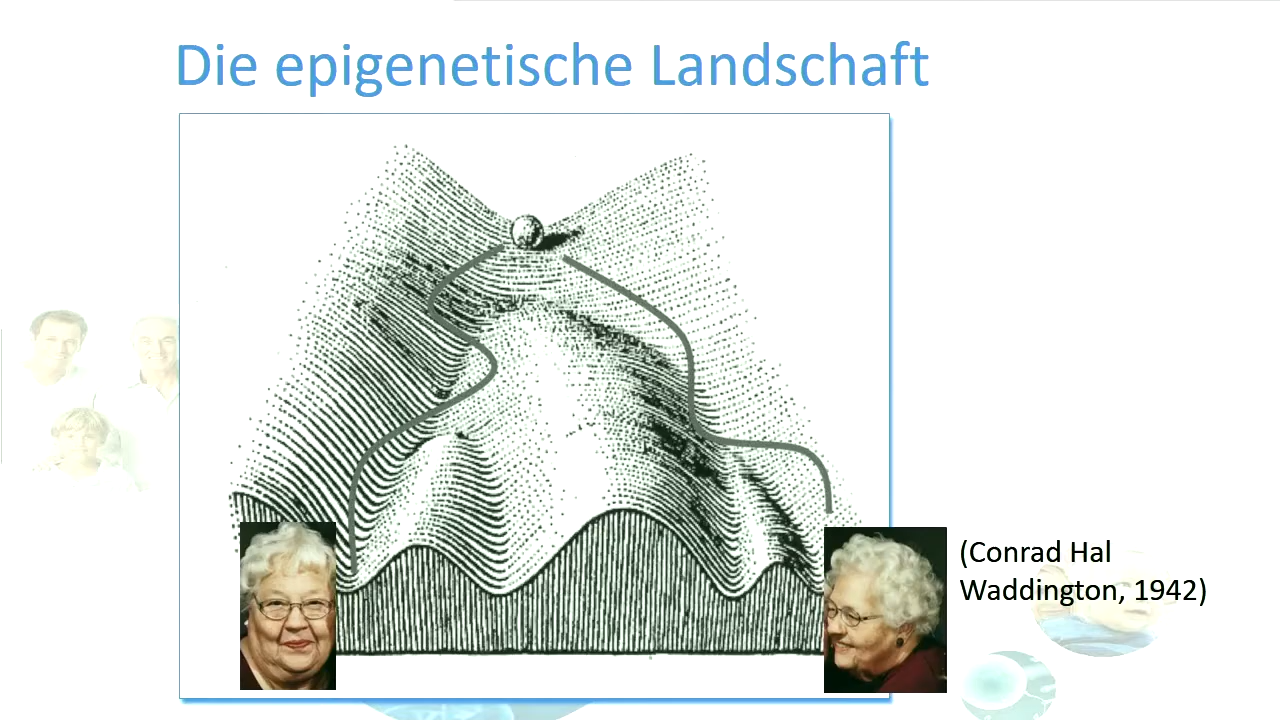 Die epigenetische Landschaft
(Conrad Hal
Waddington, 1942)